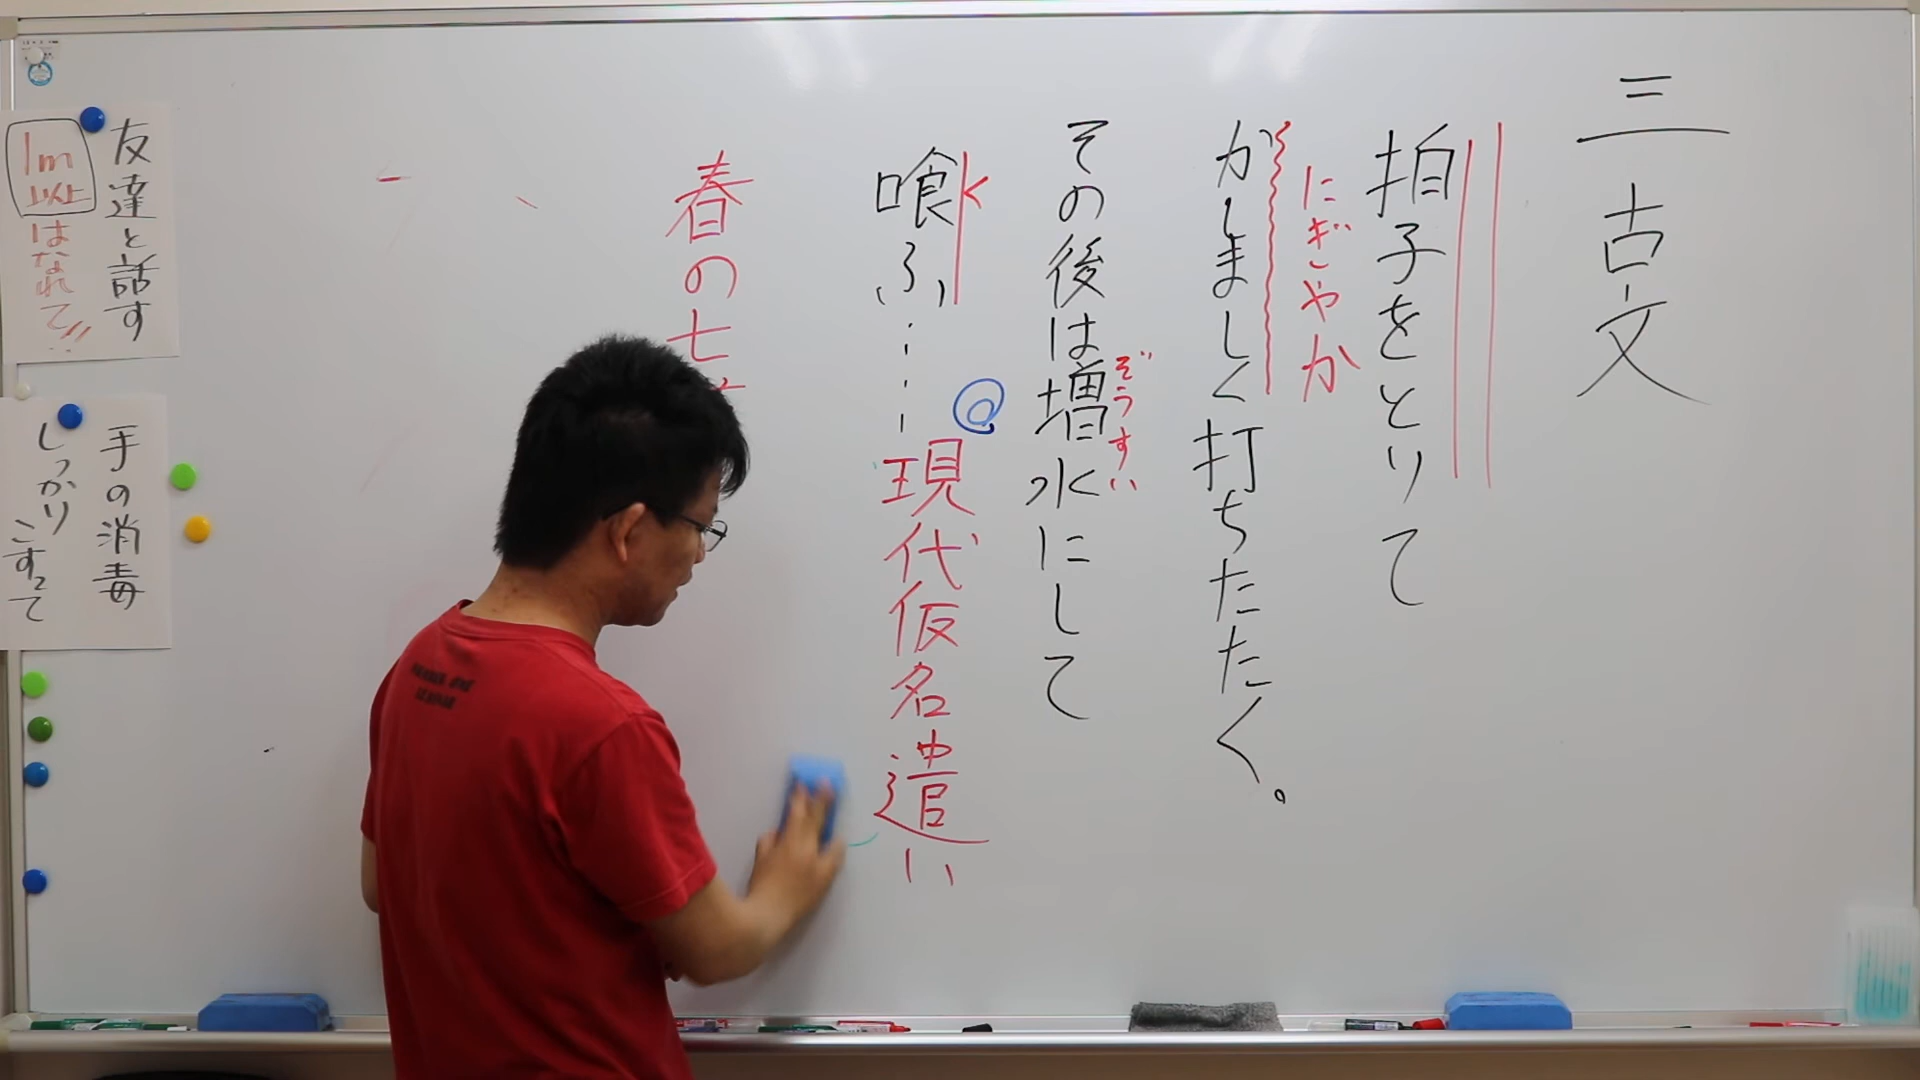 三 古文
拍子をとりて
にぎやか
かしましく打ちたたく。
ぞうすい
その後は増水にして
く
喰ふ……@現代仮名遣い
春の七
友達と話す
1m以上はなれて!!
手の消毒
しっかりこすって